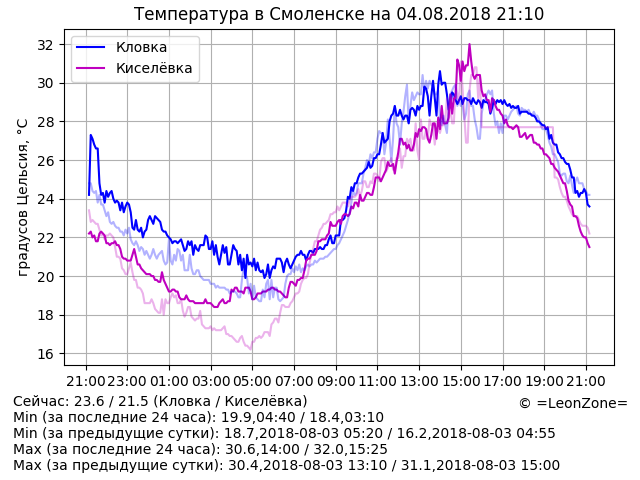 Температура в Смоленске на 04.08.2018 21:10
Кловка
Киселёвка
градусов Цельсия, °C
32
30
28
26
24
22
20
18
16
21:00 23:00 01:00 03:00 05:00 07:00 09:00 11:00 13:00 15:00 17:00 19:00 21:00
Сейчас: 23.6 / 21.5 (Кловка / Киселёвка)
© =LeonZone=
Min (за последние 24 часа): 19.9,04:40 / 18.4,03:10
Min (за предыдущие сутки): 18.7,2018-08-03 05:20 / 16.2,2018-08-03 04:55
Max (за последние 24 часа): 30.6,14:00 / 32.0,15:25
Max (за предыдущие сутки): 30.4,2018-08-03 13:10 / 31.1,2018-08-03 15:00